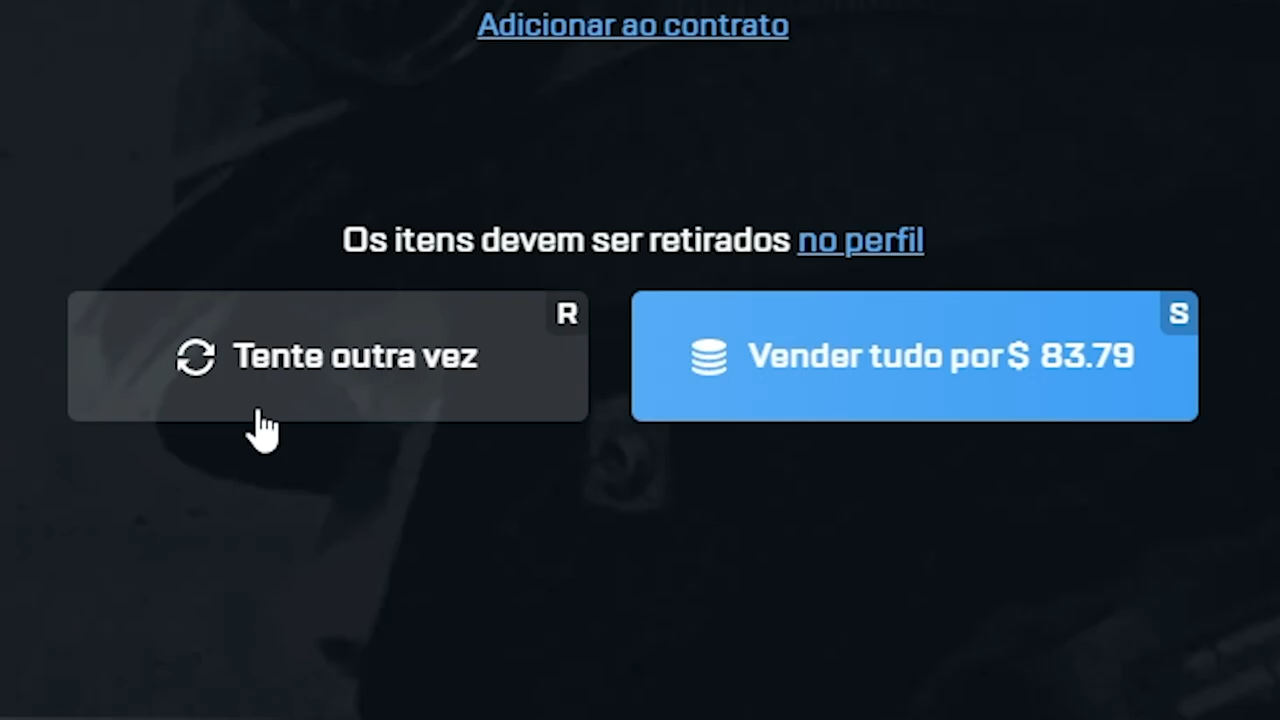 Adicionar ao contrato
Os itens devem ser retirados no perfil
R
Tente outra vez
S
Vender tudo por $ 83.79